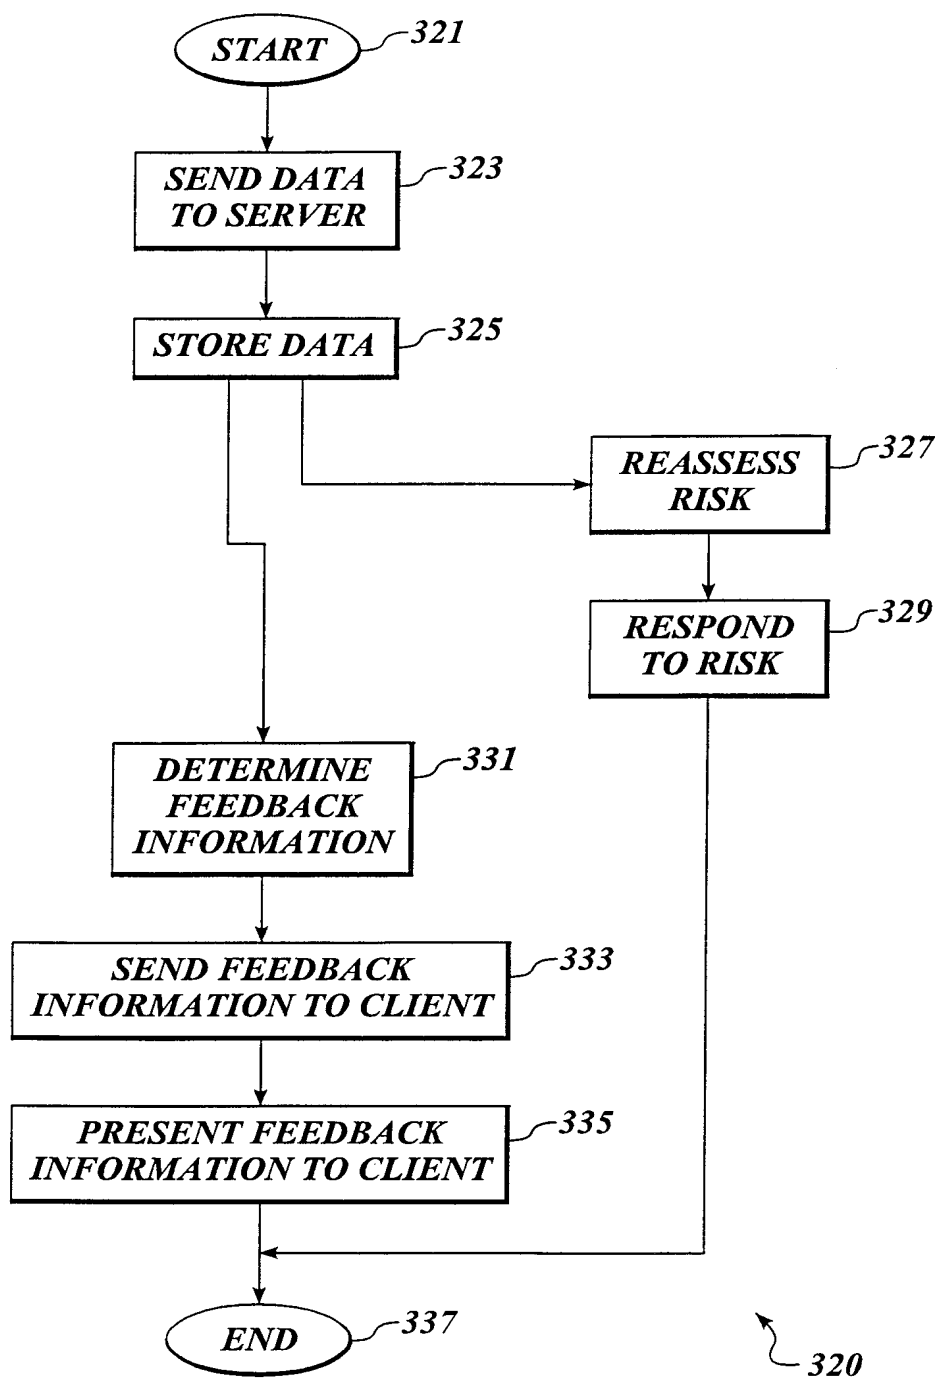 START
321
SEND DATA
TO SERVER
323
STORE DATA
325
REASSESS
RISK
327
RESPOND
TO RISK
329
DETERMINE
FEEDBACK
INFORMATION
331
SEND FEEDBACK
INFORMATION TO CLIENT
333
PRESENT FEEDBACK
INFORMATION TO CLIENT
335
END
337
320